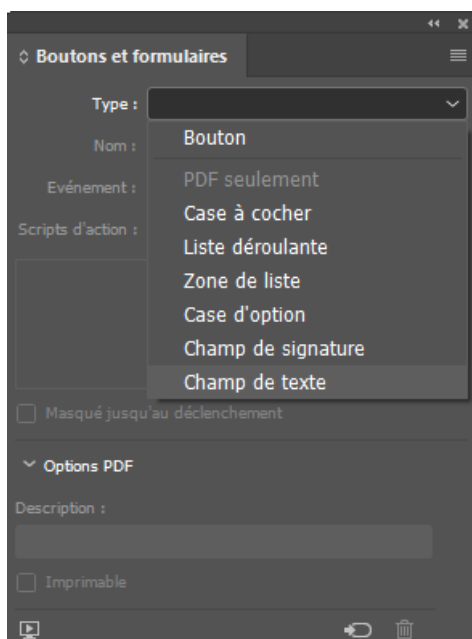 Boutons et formulaires
Type :
Bouton
Nom :
PDF seulement
Evénement :
Case à cocher
Scripts d'action :
Liste déroulante
Zone de liste
Case d'option
Champ de signature
Champ de texte
Masqué jusqu'au déclenchement
Options PDF
Description :
Imprimable